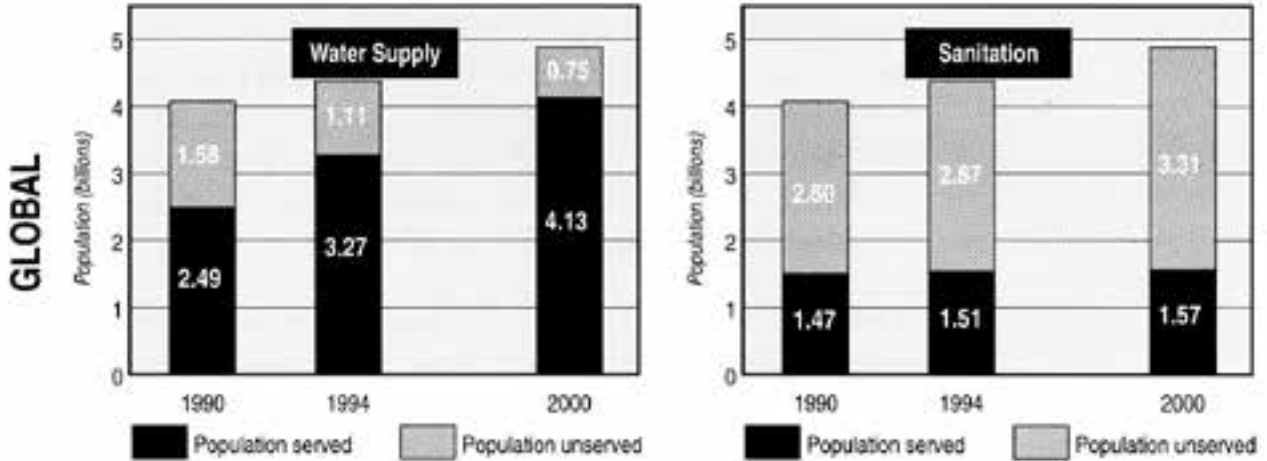 GLOBAL
Water Supply
Population (billions)
5
4
3
2
1
0
1.58
2.49
1.11
3.27
0.75
4.13
1990 1994 2000
Population served Population unserved
Sanitation
Population (billions)
5
4
3
2
1
0
2.60
1.47
2.87
1.51
3.31
1.57
1990 1994 2000
Population served Population unserved